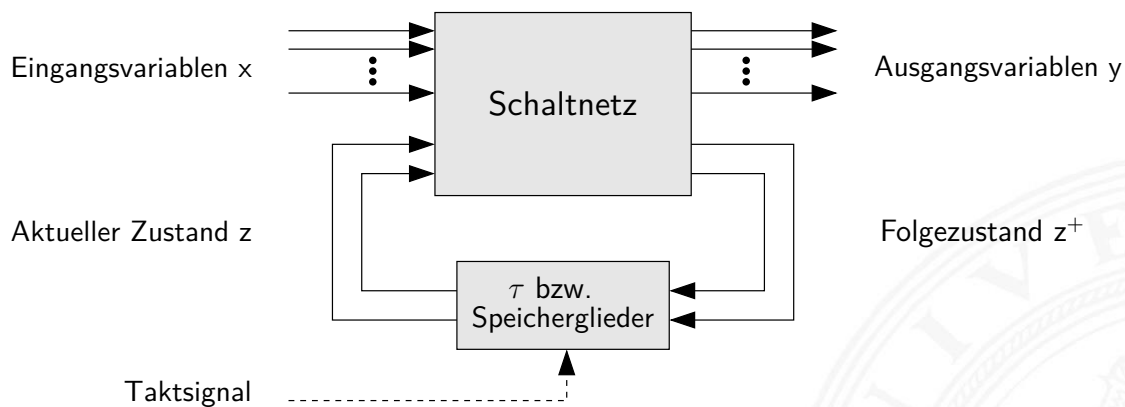 Eingangsvariablen x
Schaltnetz
Ausgangsvariablen y
Aktueller Zustand z
Folgezustand z⁺
τ bzw.
Speicherglieder
Taktsignal
I V E